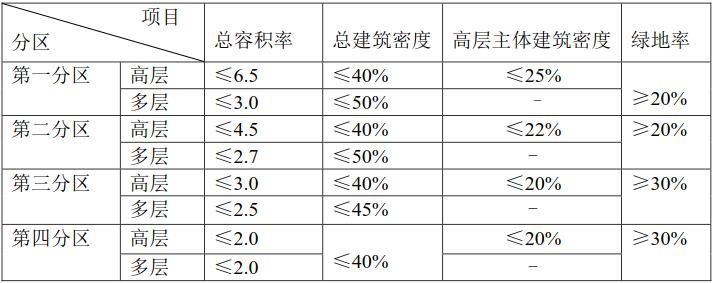 项目
分区 总容积率 总建筑密度 高层主体建筑密度 绿地率
第一分区 高层 ≤6.5 ≤40% ≤25% ≥20%
多层 ≤3.0 ≤50% -
第二分区 高层 ≤4.5 ≤40% ≤22% ≥20%
多层 ≤2.7 ≤50% -
第三分区 高层 ≤3.0 ≤40% ≤20% ≥30%
多层 ≤2.5 ≤45% -
第四分区 高层 ≤2.0 ≤40% ≤20% ≥30%
多层 ≤2.0 -